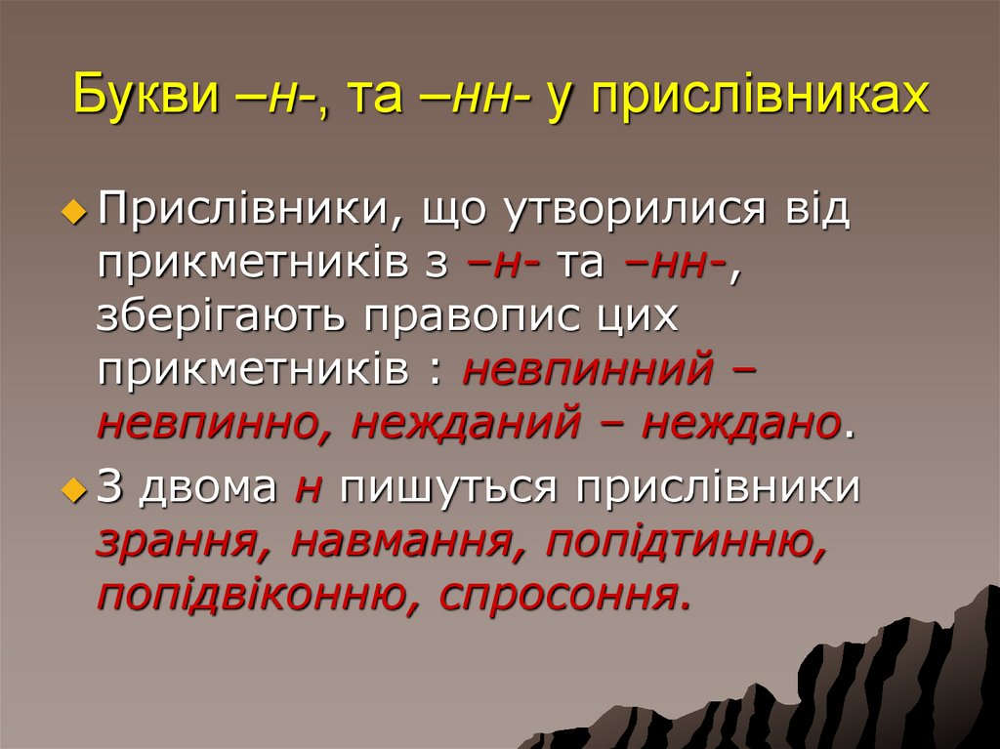 Букви –н-, та –нн- у прислівниках
Прислівники, що утворилися від
прикметників з –н- та –нн-,
зберігають правопис цих
прикметників : невпинний –
невпинно, нежданий – неждано.
З двома н пишуться прислівники
зрання, навмання, попідтинню,
попідвіконню, спросоння.